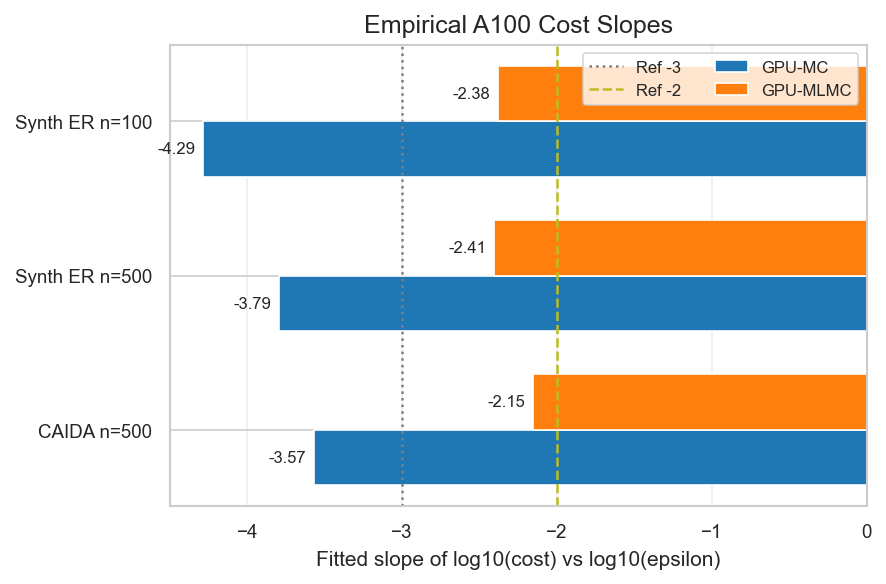 Empirical A100 Cost Slopes
Ref -3
Ref -2
GPU-MC
GPU-MLMC
Synth ER n=100
-2.38
-4.29
Synth ER n=500
-2.41
-3.79
CAIDA n=500
-2.15
-3.57
−4 −3 −2 −1 0
Fitted slope of log10(cost) vs log10(epsilon)